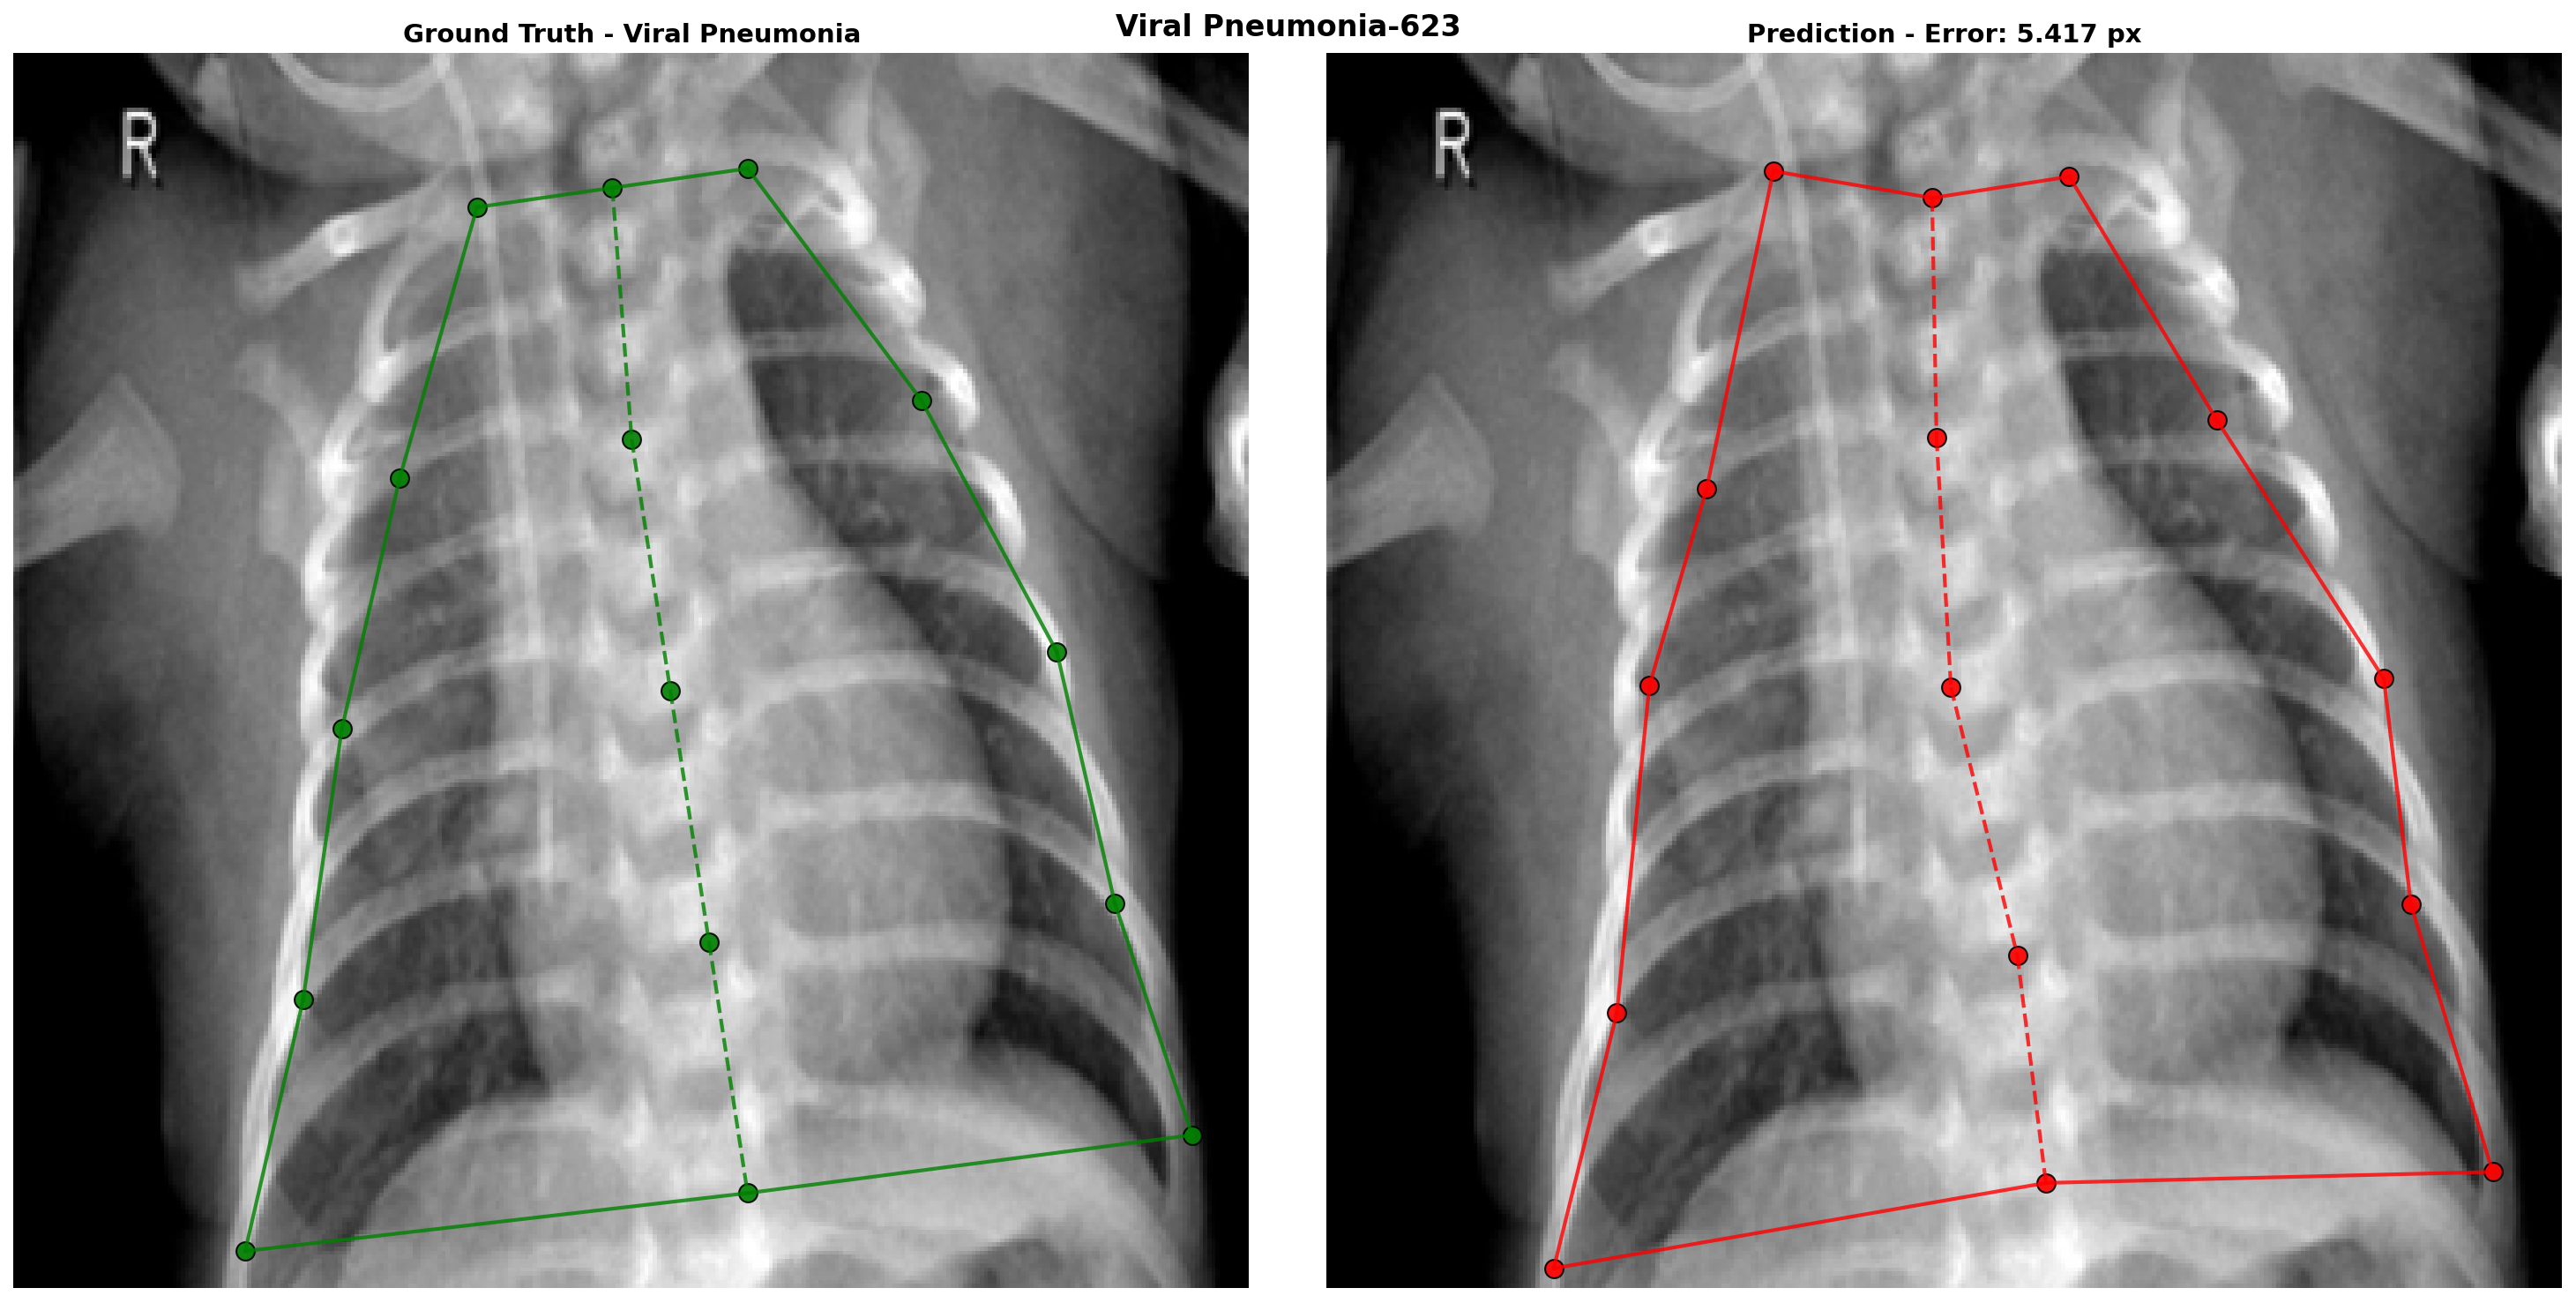 Viral Pneumonia-623
Ground Truth - Viral Pneumonia
Prediction - Error: 5.417 px
R
R